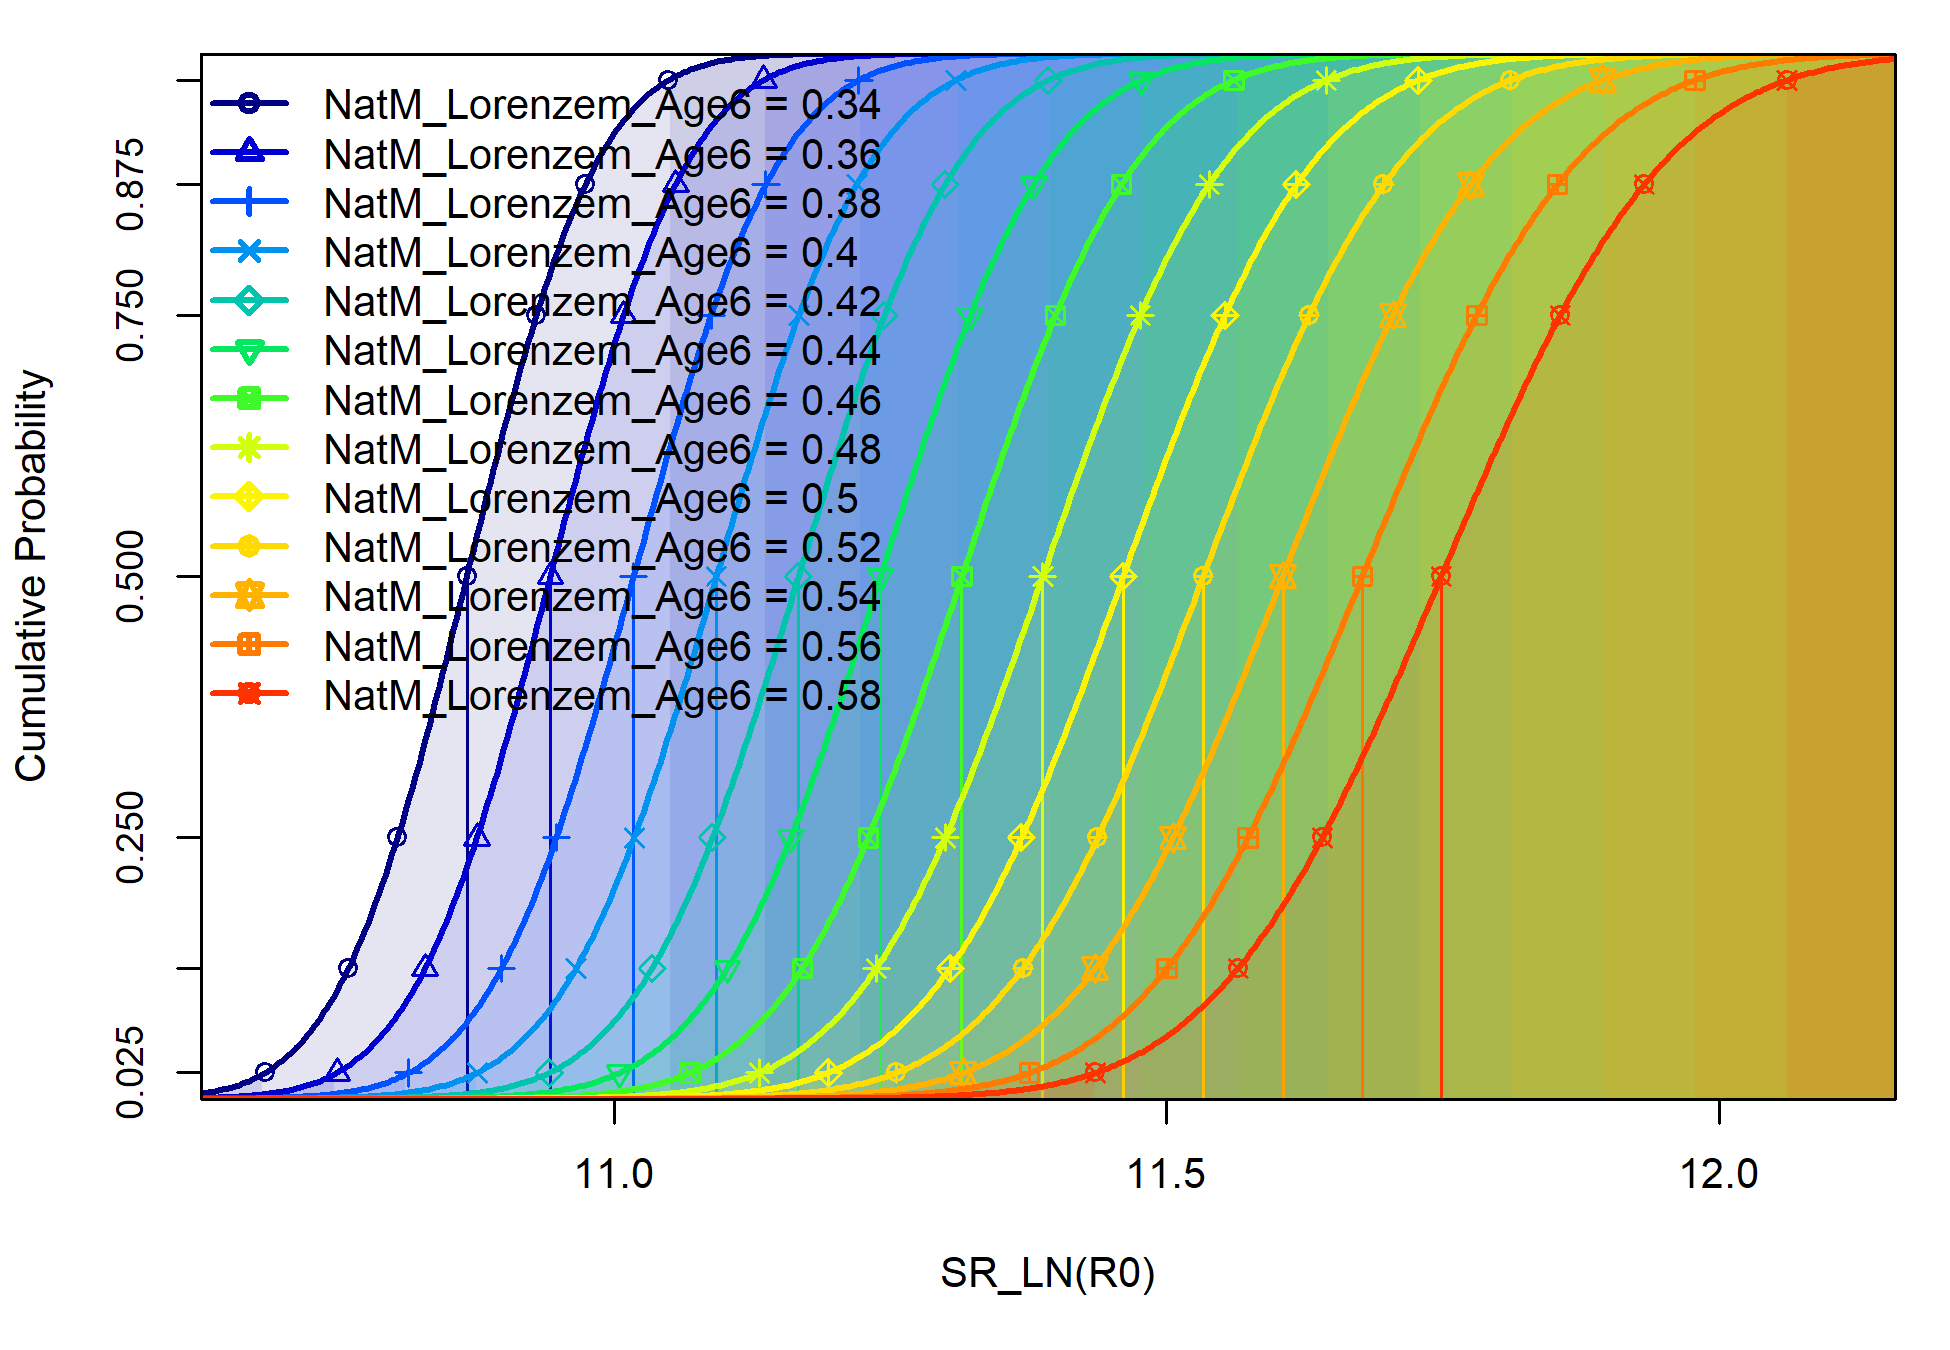 NatM_Lorenzem_Age6 = 0.34
NatM_Lorenzem_Age6 = 0.36
NatM_Lorenzem_Age6 = 0.38
NatM_Lorenzem_Age6 = 0.4
NatM_Lorenzem_Age6 = 0.42
NatM_Lorenzem_Age6 = 0.44
NatM_Lorenzem_Age6 = 0.46
NatM_Lorenzem_Age6 = 0.48
NatM_Lorenzem_Age6 = 0.5
NatM_Lorenzem_Age6 = 0.52
NatM_Lorenzem_Age6 = 0.54
NatM_Lorenzem_Age6 = 0.56
NatM_Lorenzem_Age6 = 0.58
Cumulative Probability
0.875
0.750
0.500
0.250
0.025
11.0
11.5
12.0
SR_LN(R0)